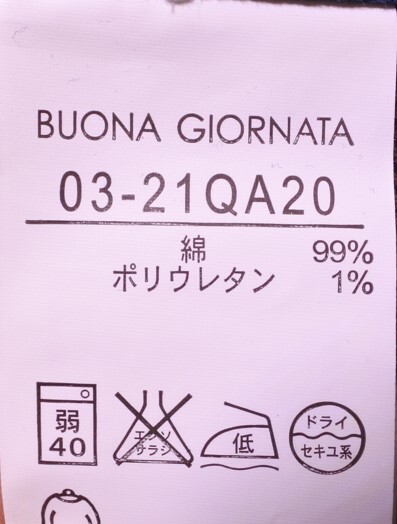 BUONA GIORNATA
03-21QA20
綿 99%
ポリウレタン 1%
弱
40
エンソ
サラシ
低
ドライ
セキユ系